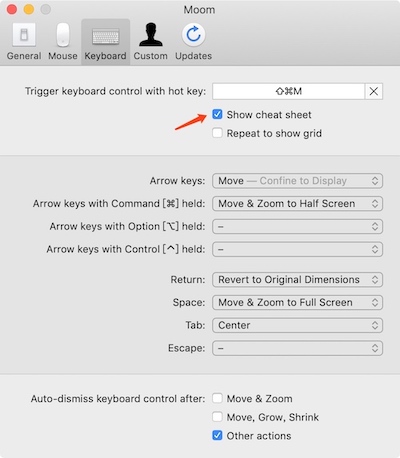 Moom
General Mouse Keyboard Custom Updates
Trigger keyboard control with hot key: ⇧⌘M
Show cheat sheet
Repeat to show grid
Arrow keys: Move — Confine to Display
Arrow keys with Command [⌘] held: Move & Zoom to Half Screen
Arrow keys with Option [⌥] held: –
Arrow keys with Control [^] held: –
Return: Revert to Original Dimensions
Space: Move & Zoom to Full Screen
Tab: Center
Escape: –
Auto-dismiss keyboard control after: Move & Zoom
Move, Grow, Shrink
Other actions